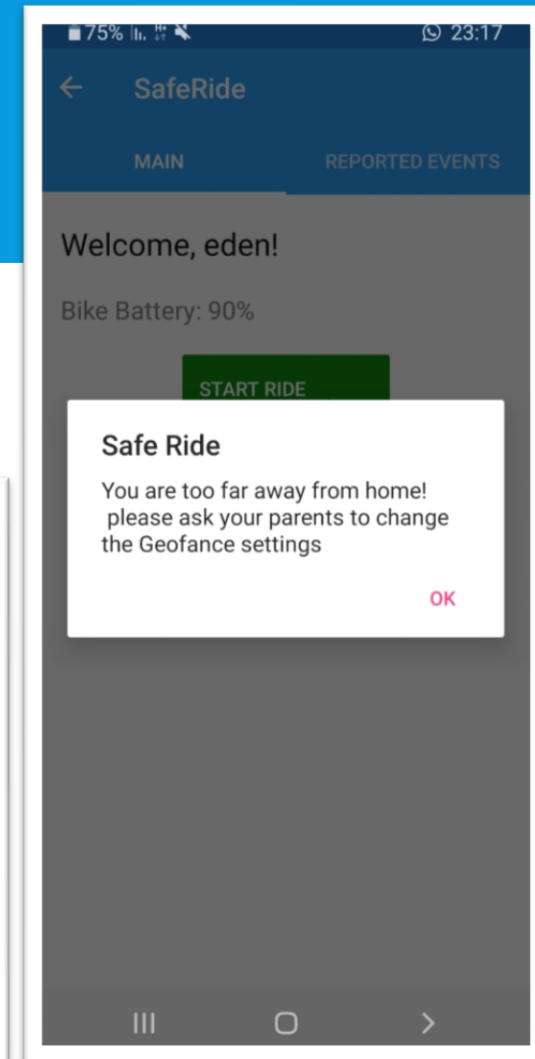 75% 23:17
SafeRide
MAIN REPORTED EVENTS
Welcome, eden!
Bike Battery: 90%
START RIDE
Safe Ride
You are too far away from home!
please ask your parents to change
the Geofance settings
OK